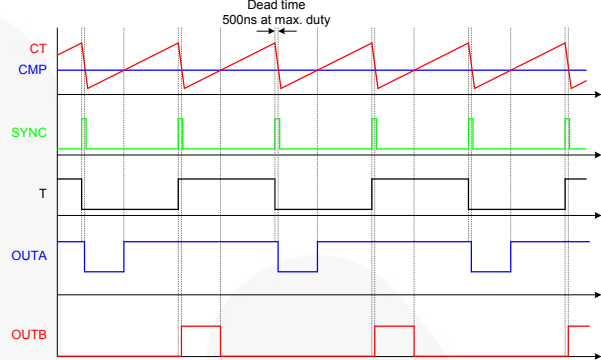 Dead time
500ns at max. duty
CT
CMP
SYNC
T
OUTA
OUTB